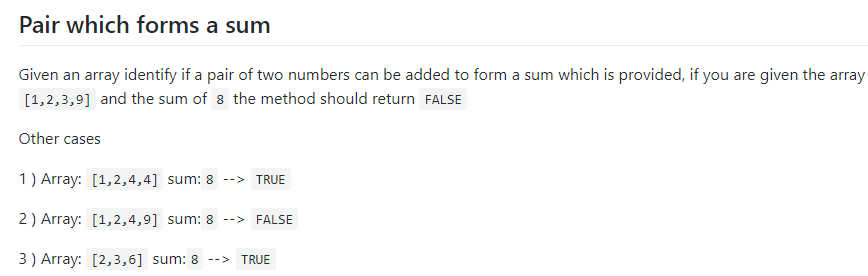 Pair which forms a sum
Given an array identify if a pair of two numbers can be added to form a sum which is provided, if you are given the array
[1,2,3,9] and the sum of 8 the method should return FALSE
Other cases
1 ) Array: [1,2,4,4] sum: 8 --> TRUE
2 ) Array: [1,2,4,9] sum: 8 --> FALSE
3 ) Array: [2,3,6] sum: 8 --> TRUE